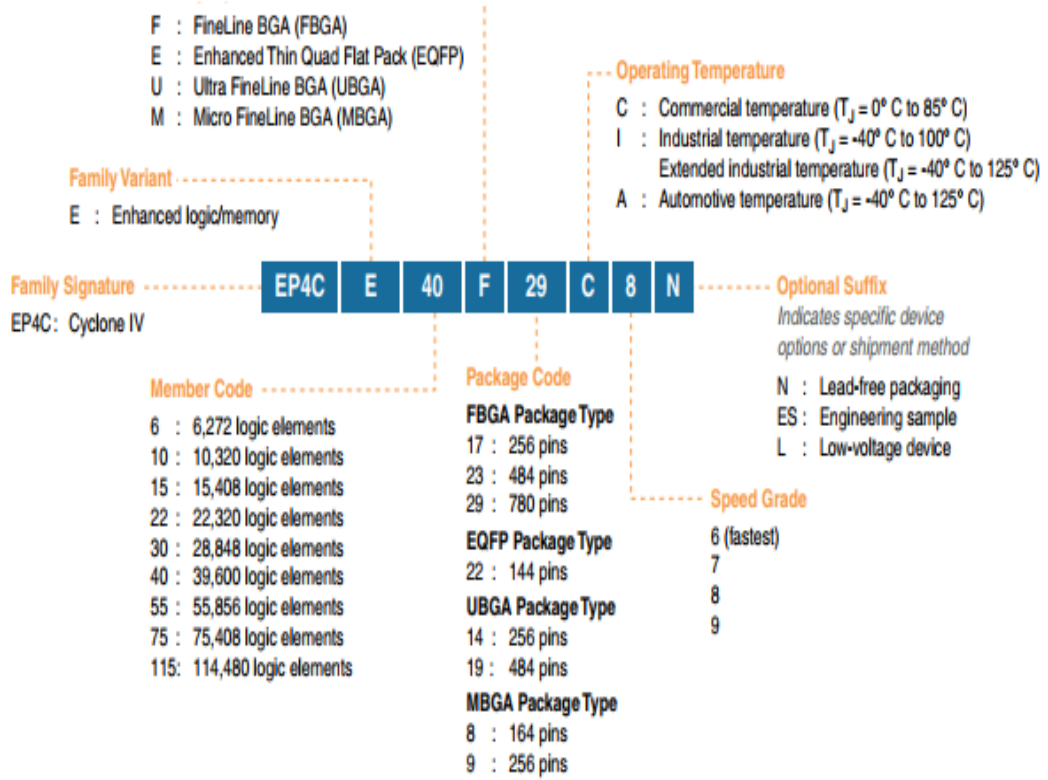 F : FineLine BGA (FBGA)
E : Enhanced Thin Quad Flat Pack (EQFP)
U : Ultra FineLine BGA (UBGA)
M : Micro FineLine BGA (MBGA)
Operating Temperature
C : Commercial temperature (TJ = 0° C to 85° C)
I : Industrial temperature (TJ = -40° C to 100° C)
Extended industrial temperature (TJ = -40° C to 125° C)
A : Automotive temperature (TJ = -40° C to 125° C)
Family Variant
E : Enhanced logic/memory
EP4C E 40 F 29 C 8 N
Family Signature
EP4C: Cyclone IV
Optional Suffix
Indicates specific device
options or shipment method
N : Lead-free packaging
ES : Engineering sample
L : Low-voltage device
Member Code
6 : 6,272 logic elements
10 : 10,320 logic elements
15 : 15,408 logic elements
22 : 22,320 logic elements
30 : 28,848 logic elements
40 : 39,600 logic elements
55 : 55,856 logic elements
75 : 75,408 logic elements
115: 114,480 logic elements
Package Code
FBGA Package Type
17 : 256 pins
23 : 484 pins
29 : 780 pins
EQFP Package Type
22 : 144 pins
UBGA Package Type
14 : 256 pins
19 : 484 pins
MBGA Package Type
8 : 164 pins
9 : 256 pins
Speed Grade
6 (fastest)
7
8
9